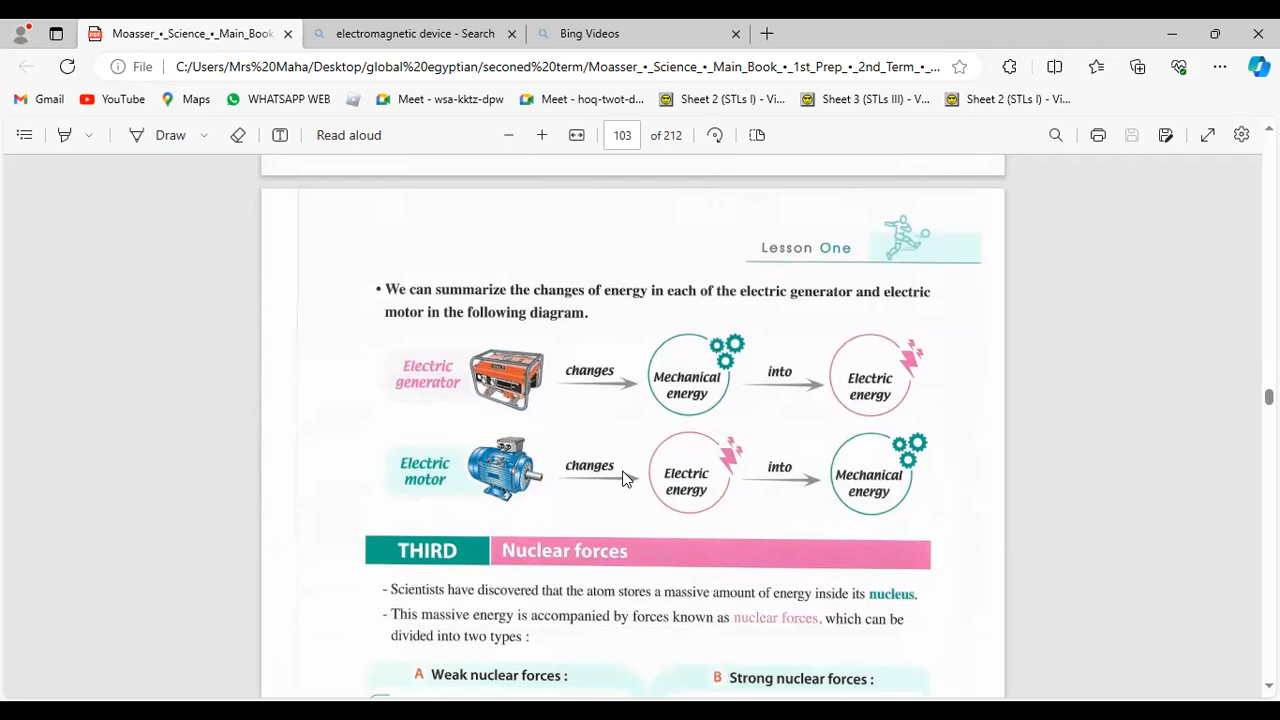 Moasser_•_Science_•_Main_Book
electromagnetic device - Search
Bing Videos
File
C:/Users/Mrs%20Maha/Desktop/global%20egyptian/seconed%20term/Moasser_•_Science_•_Main_Book_•_1st_Prep_•_2nd_Term_•_...
Gmail
YouTube
Maps
WHATSAPP WEB
Meet - wsa-kktz-dpw
Meet - hoq-twot-d...
Sheet 2 (STLs I) - Vi...
Sheet 3 (STLs III) - V...
Sheet 2 (STLs I) - Vi...
Draw
Read aloud
103 of 212
Lesson One
• We can summarize the changes of energy in each of the electric generator and electric
motor in the following diagram.
Electric
generator
changes
Mechanical
energy
into
Electric
energy
Electric
motor
changes
Electric
energy
into
Mechanical
energy
THIRD Nuclear forces
- Scientists have discovered that the atom stores a massive amount of energy inside its nucleus.
- This massive energy is accompanied by forces known as nuclear forces, which can be
divided into two types :
A Weak nuclear forces :
B Strong nuclear forces :